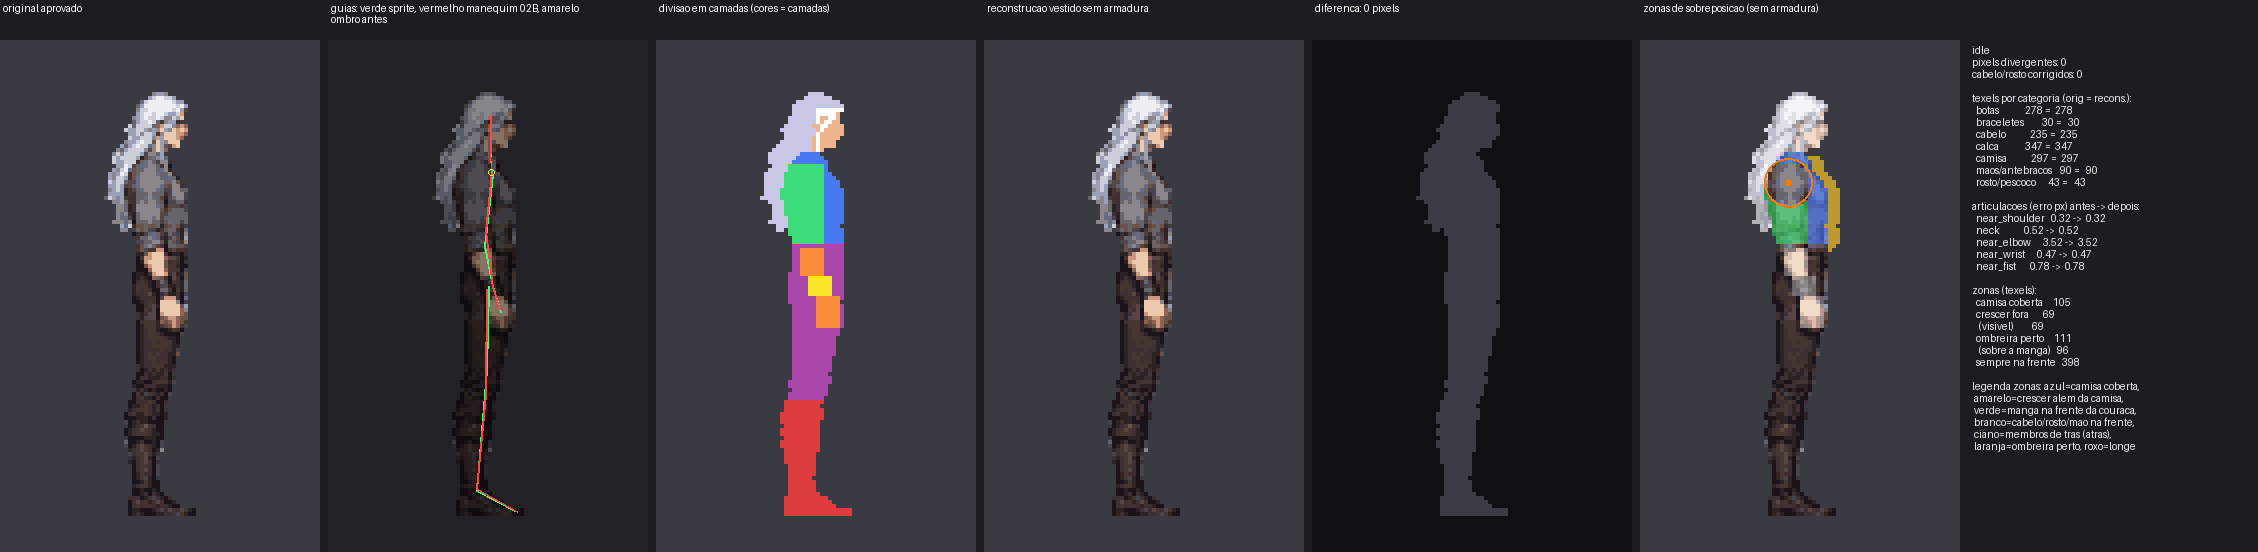 original aprovado
guias: verde sprite, vermelho manequim 02B, amarelo
ombro antes
divisao em camadas (cores = camadas)
reconstrucao vestido sem armadura
diferenca: 0 pixels
zonas de sobreposicao (sem armadura)
idle
pixels divergentes: 0
cabelo/rosto corrigidos: 0
texels por categoria (orig = recons.):
botas 278 = 278
braceletes 30 = 30
cabelo 235 = 235
calca 347 = 347
camisa 297 = 297
maos/antebracos 90 = 90
rosto/pescoco 43 = 43
articulacoes (erro px) antes -> depois:
near_shoulder 0.32 -> 0.32
neck 0.52 -> 0.52
near_elbow 3.52 -> 3.52
near_wrist 0.47 -> 0.47
near_fist 0.78 -> 0.78
zonas (texels):
camisa coberta 105
crescer fora 69
(visivel) 69
ombreira perto 111
(sobre a manga) 96
sempre na frente 398
legenda zonas: azul=camisa coberta,
amarelo=crescer alem da camisa,
verde=manga na frente da couraca,
branco=cabelo/rosto/mao na frente,
ciano=membros de tras (atras),
laranja=ombreira perto, roxo=longe